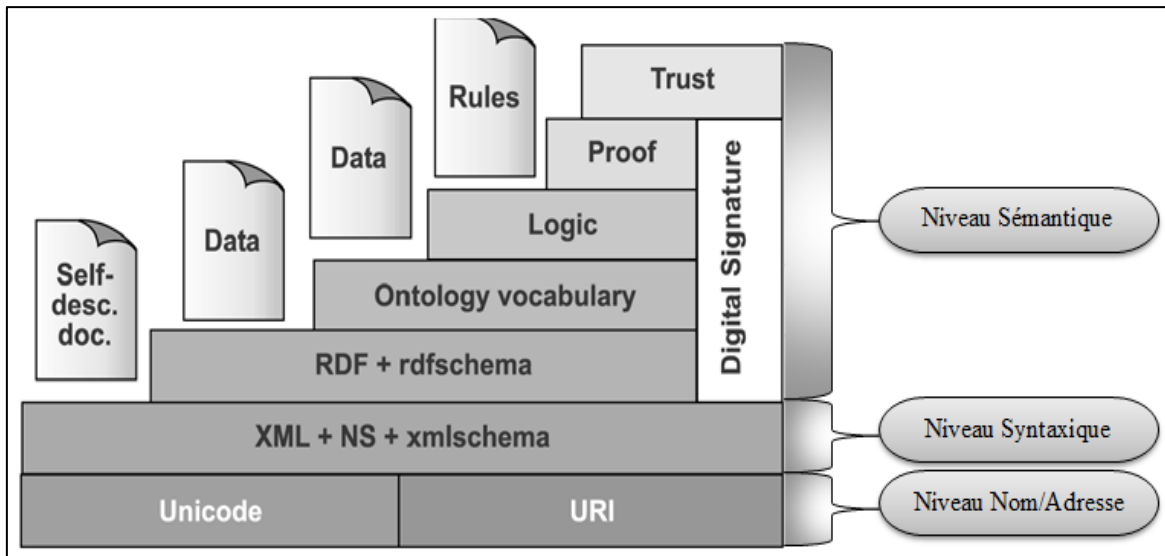 Trust
Rules
Proof
Data
Logic
Niveau Sémantique
Data
Digital Signature
Self-
desc.
doc.
Ontology vocabulary
RDF + rdfschema
XML + NS + xmlschema
Niveau Syntaxique
Unicode
URI
Niveau Nom/Adresse